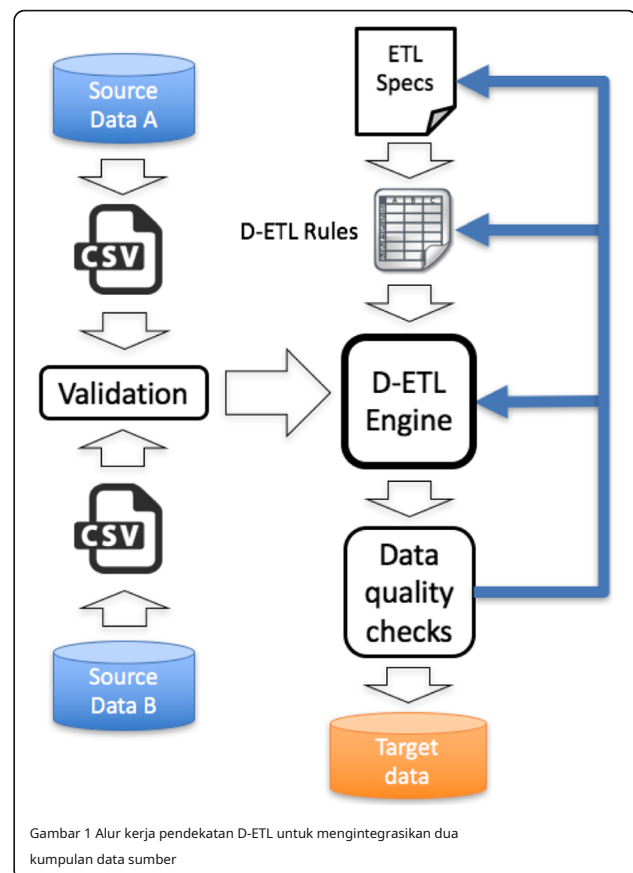 Source
Data A
CSV
Validation
CSV
Source
Data B
ETL
Specs
D-ETL Rules
A B C
D-ETL
Engine
Data
quality
checks
Target
data
Gambar 1 Alur kerja pendekatan D-ETL untuk mengintegrasikan dua
kumpulan data sumber